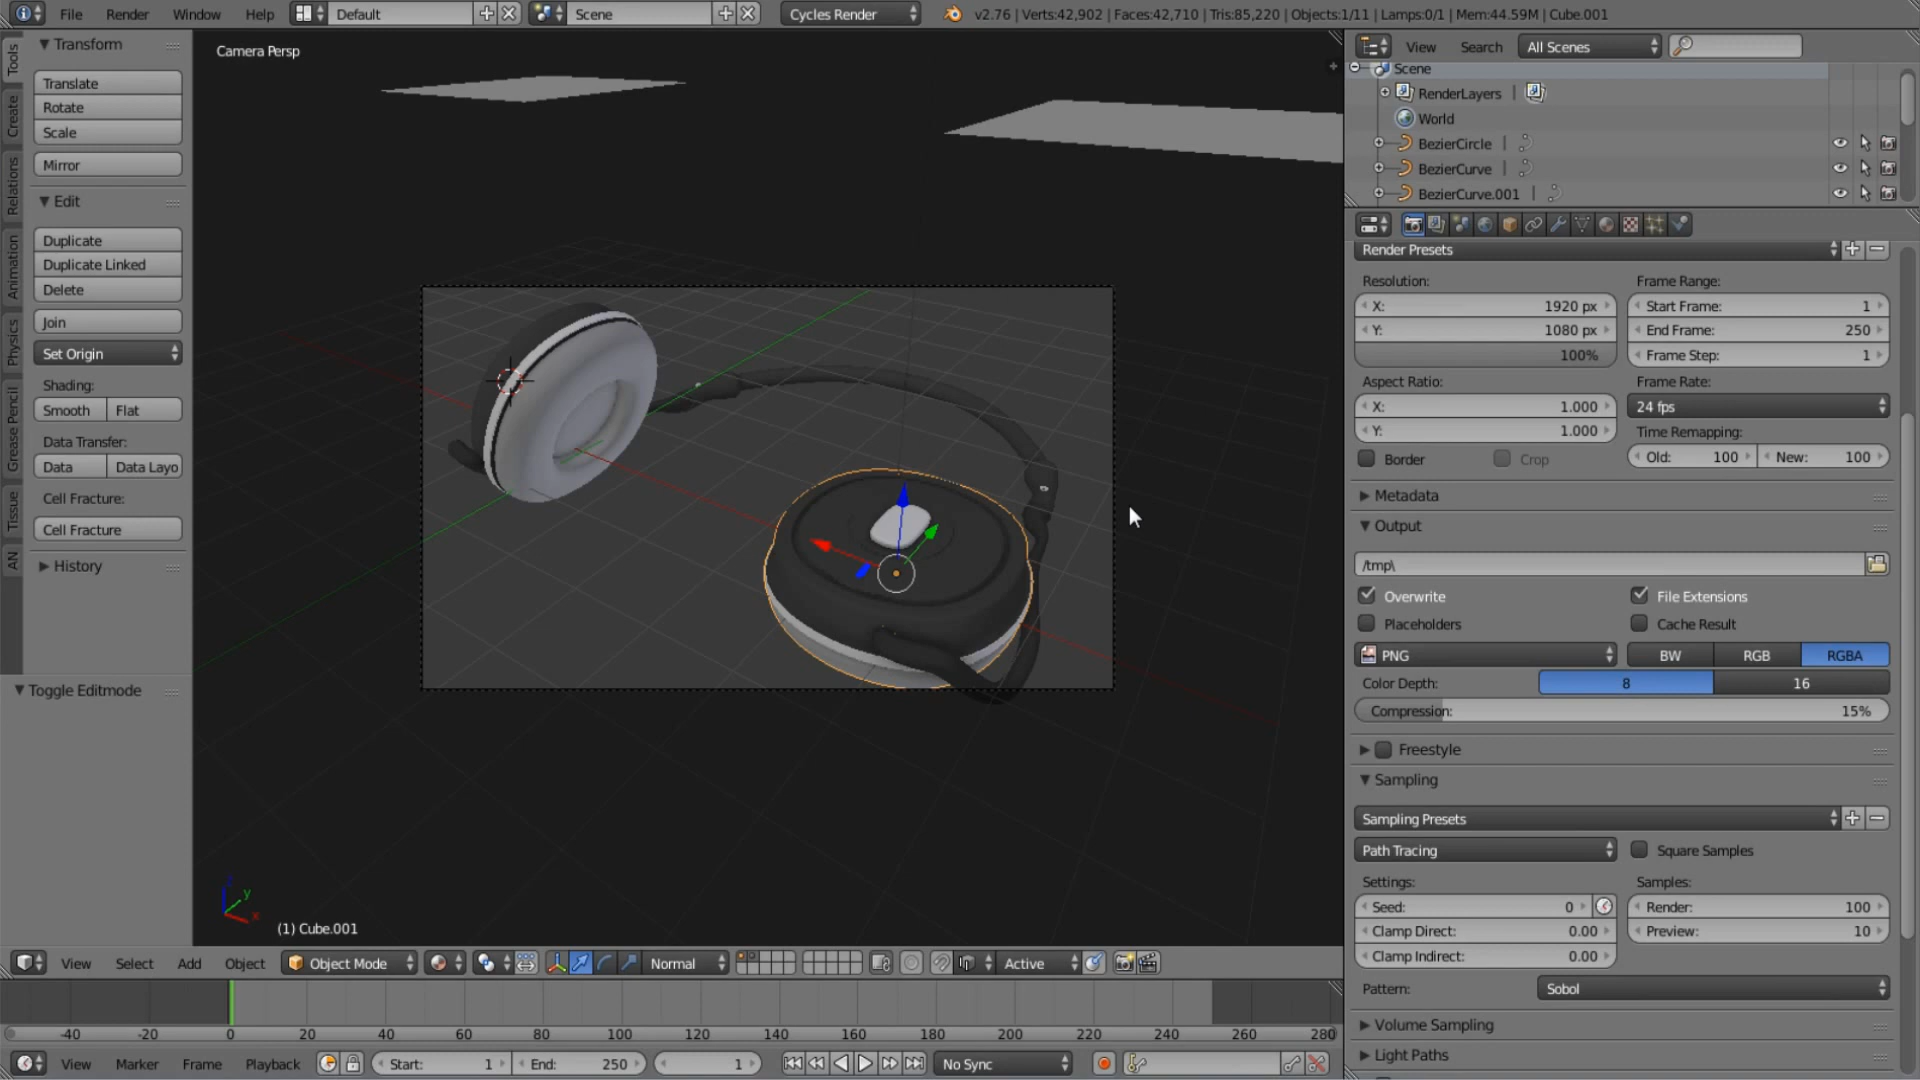 File Render Window Help Default Scene Cycles Render v2.76 | Verts:42,902 | Faces:42,710 | Tris:85,220 | Objects:1/11 | Lamps:0/1 | Mem:44.59M | Cube.001
Tools
Create
Relations
Animation
Physics
Grease Pencil
Tissue
AN
Transform
Translate
Rotate
Scale
Mirror
Edit
Duplicate
Duplicate Linked
Delete
Join
Set Origin
Shading:
Smooth Flat
Data Transfer:
Data Data Layo
Cell Fracture:
Cell Fracture
History
Toggle Editmode
Camera Persp
z
y
x
(1) Cube.001
View Select Add Object Object Mode Normal Active
-40 -20 0 20 40 60 80 100 120 140 160 180 200 220 240 260 280
View Marker Frame Playback Start: 1 End: 250 1 No Sync
View Search All Scenes
Scene
RenderLayers |
World
BezierCircle |
BezierCurve |
BezierCurve.001 |
Render Presets
Resolution: Frame Range:
X: 1920 px Start Frame: 1
Y: 1080 px End Frame: 250
100% Frame Step: 1
Aspect Ratio: Frame Rate:
X: 1.000 24 fps
Y: 1.000 Time Remapping:
Border Crop Old: 100 New: 100
Metadata
Output
/tmp\
Overwrite File Extensions
Placeholders Cache Result
PNG BW RGB RGBA
Color Depth: 8 16
Compression: 15%
Freestyle
Sampling
Sampling Presets
Path Tracing Square Samples
Settings: Samples:
Seed: 0 Render: 100
Clamp Direct: 0.00 Preview: 10
Clamp Indirect: 0.00
Pattern: Sobol
Volume Sampling
Light Paths